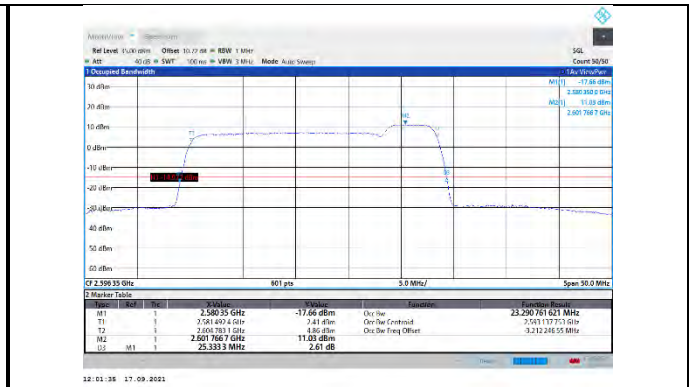 MultiView Spectrum
Ref Level 35.00 dBm Offset 10.72 dB RBW 1 MHz SGL
Att 40 dB SWT 100 ms VBW 3 MHz Mode Auto Sweep Count 50/50
1 Occupied Bandwidth 1Av View Pwr
M1[1] -17.66 dBm
2.580 350 0 GHz
M2[1] 11.03 dBm
2.601 766 7 GHz
30 dBm
20 dBm
10 dBm
0 dBm
-10 dBm
-20 dBm
-30 dBm
-40 dBm
-50 dBm
-60 dBm
M2
T1
CF 2.59635 GHz 601 pts 5.0 MHz/ Span 50.0 MHz
2 Marker Table
Type Ref Trc X-Value Y-Value Function Function Result
M1 1 2.58035 GHz -17.66 dBm Occ Bw 23.290 761 621 MHz
T1 1 2.581 492 4 GHz 2.41 dBm Occ Bw Centroid 2.593 137 753 GHz
T2 1 2.604 783 1 GHz 4.86 dBm Occ Bw Freq Offset -3.212 246 55 MHz
M2 1 2.601 766 7 GHz 11.03 dBm
D3 M1 1 25.333 3 MHz 2.61 dB
12:01:35 17.09.2021